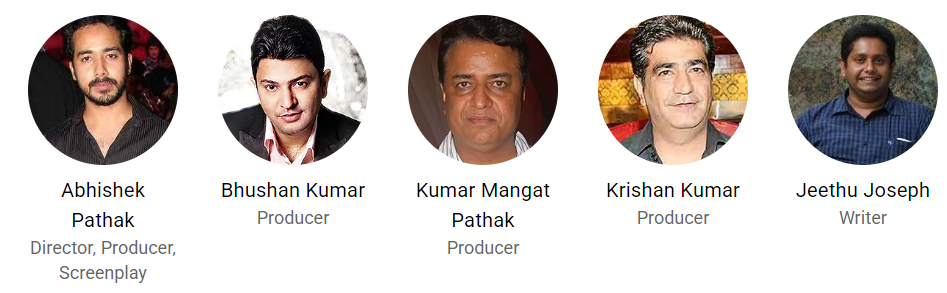 Abhishek
Pathak
Director, Producer,
Screenplay
Bhushan Kumar
Producer
Kumar Mangat
Pathak
Producer
Krishan Kumar
Producer
Jeethu Joseph
Writer